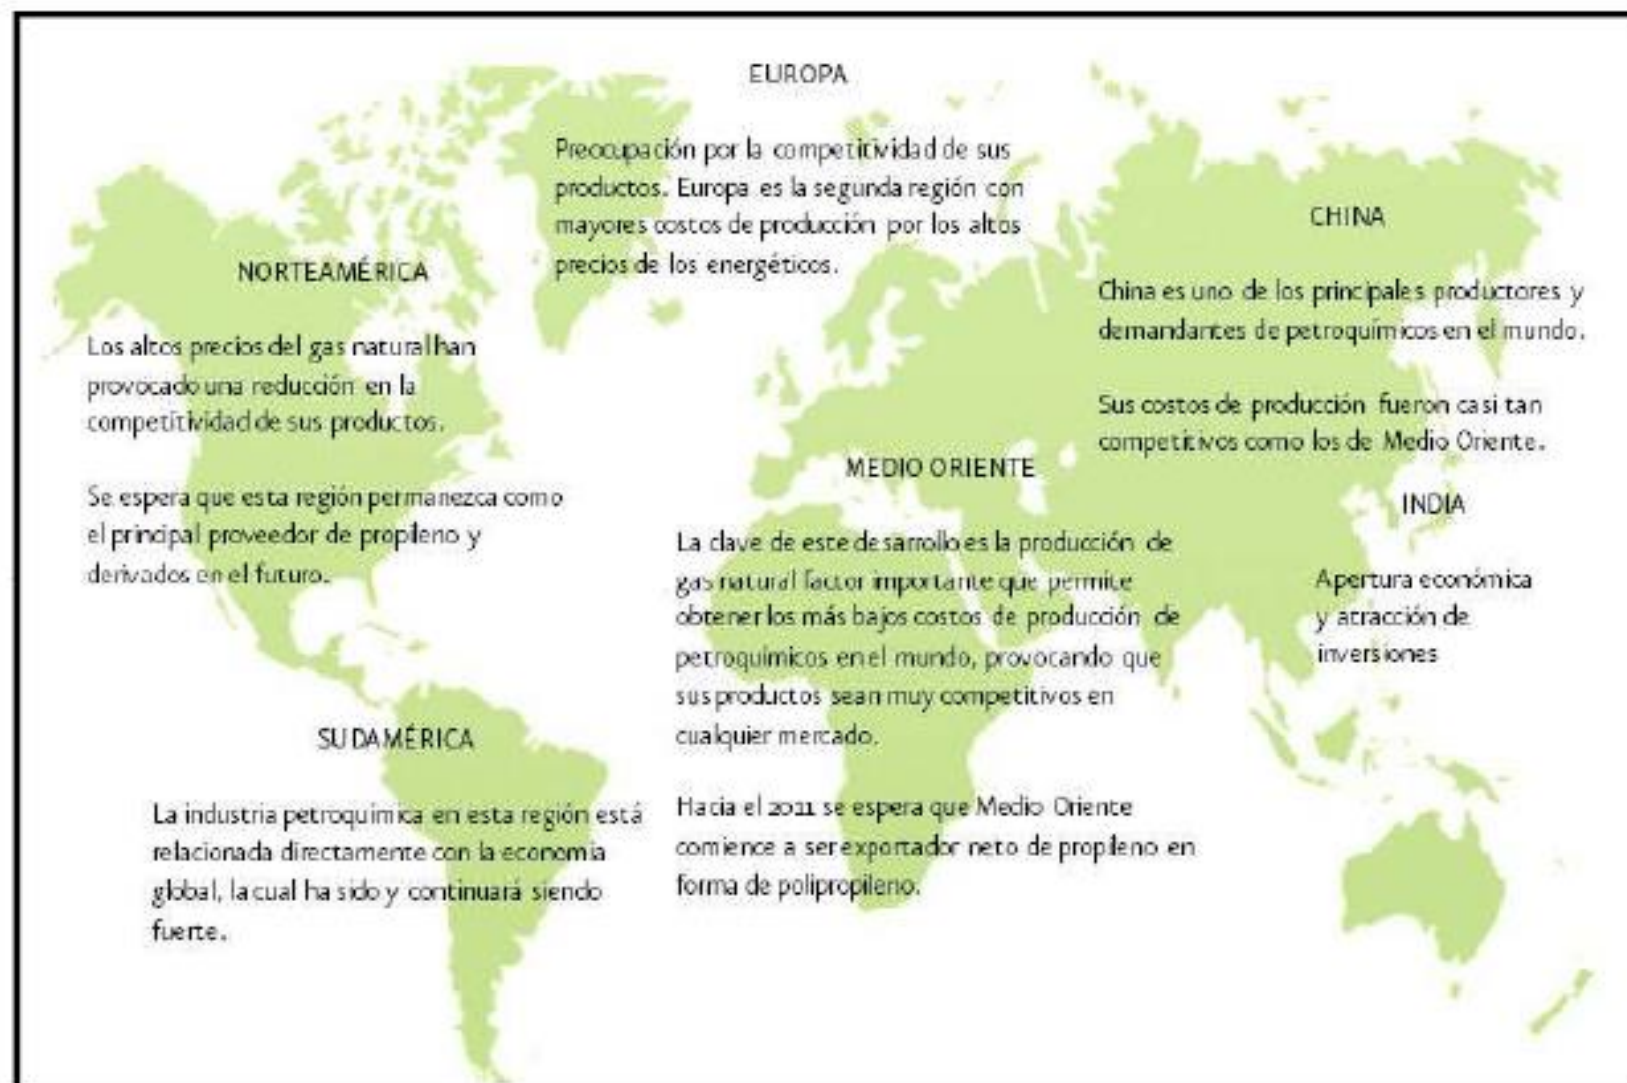 EUROPA
Preocupación por la competitividad de sus
productos. Europa es la segunda región con
mayores costos de producción por los altos
precios de los energéticos.
NORTEAMÉRICA
Los altos precios del gas natural han
provocado una reducción en la
competitividad de sus productos.
Se espera que esta región permanezca como
el principal proveedor de propileno y
derivados en el futuro.
CHINA
China es uno de los principales productores y
demandantes de petroquímicos en el mundo.
Sus costos de producción fueron casi tan
competitivos como los de Medio Oriente.
MEDIO ORIENTE
La clave de este desarrollo es la producción de
gas natural factor importante que permite
obtener los más bajos costos de producción de
petroquímicos en el mundo, provocando que
sus productos sean muy competitivos en
cualquier mercado.
Hacia el 2011 se espera que Medio Oriente
comience a ser exportador neto de propileno en
forma de polipropileno.
INDIA
Apertura económica
y atracción de
inversiones
SUDAMÉRICA
La industria petroquímica en esta región está
relacionada directamente con la economía
global, la cual ha sido y continuará siendo
fuerte.